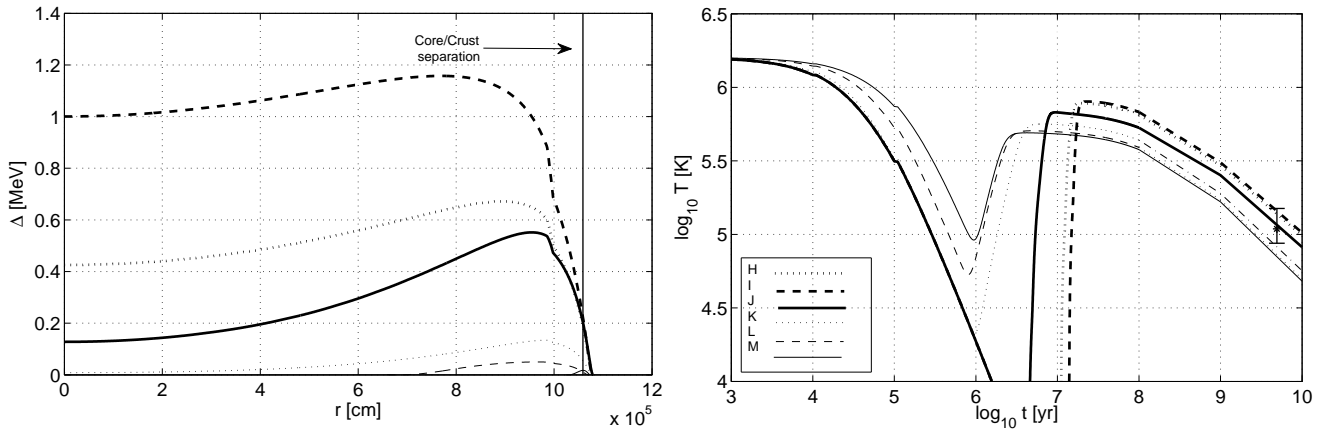 1.4
1.2
1
0.8
0.6
0.4
0.2
0
Δ [MeV]
Core/Crust
separation
0 2 4 6 8 10 12
r [cm]
x 10^5
6.5
6
5.5
5
4.5
4
log10 T [K]
H
I
J
K
L
M
3 4 5 6 7 8 9 10
log10 t [yr]